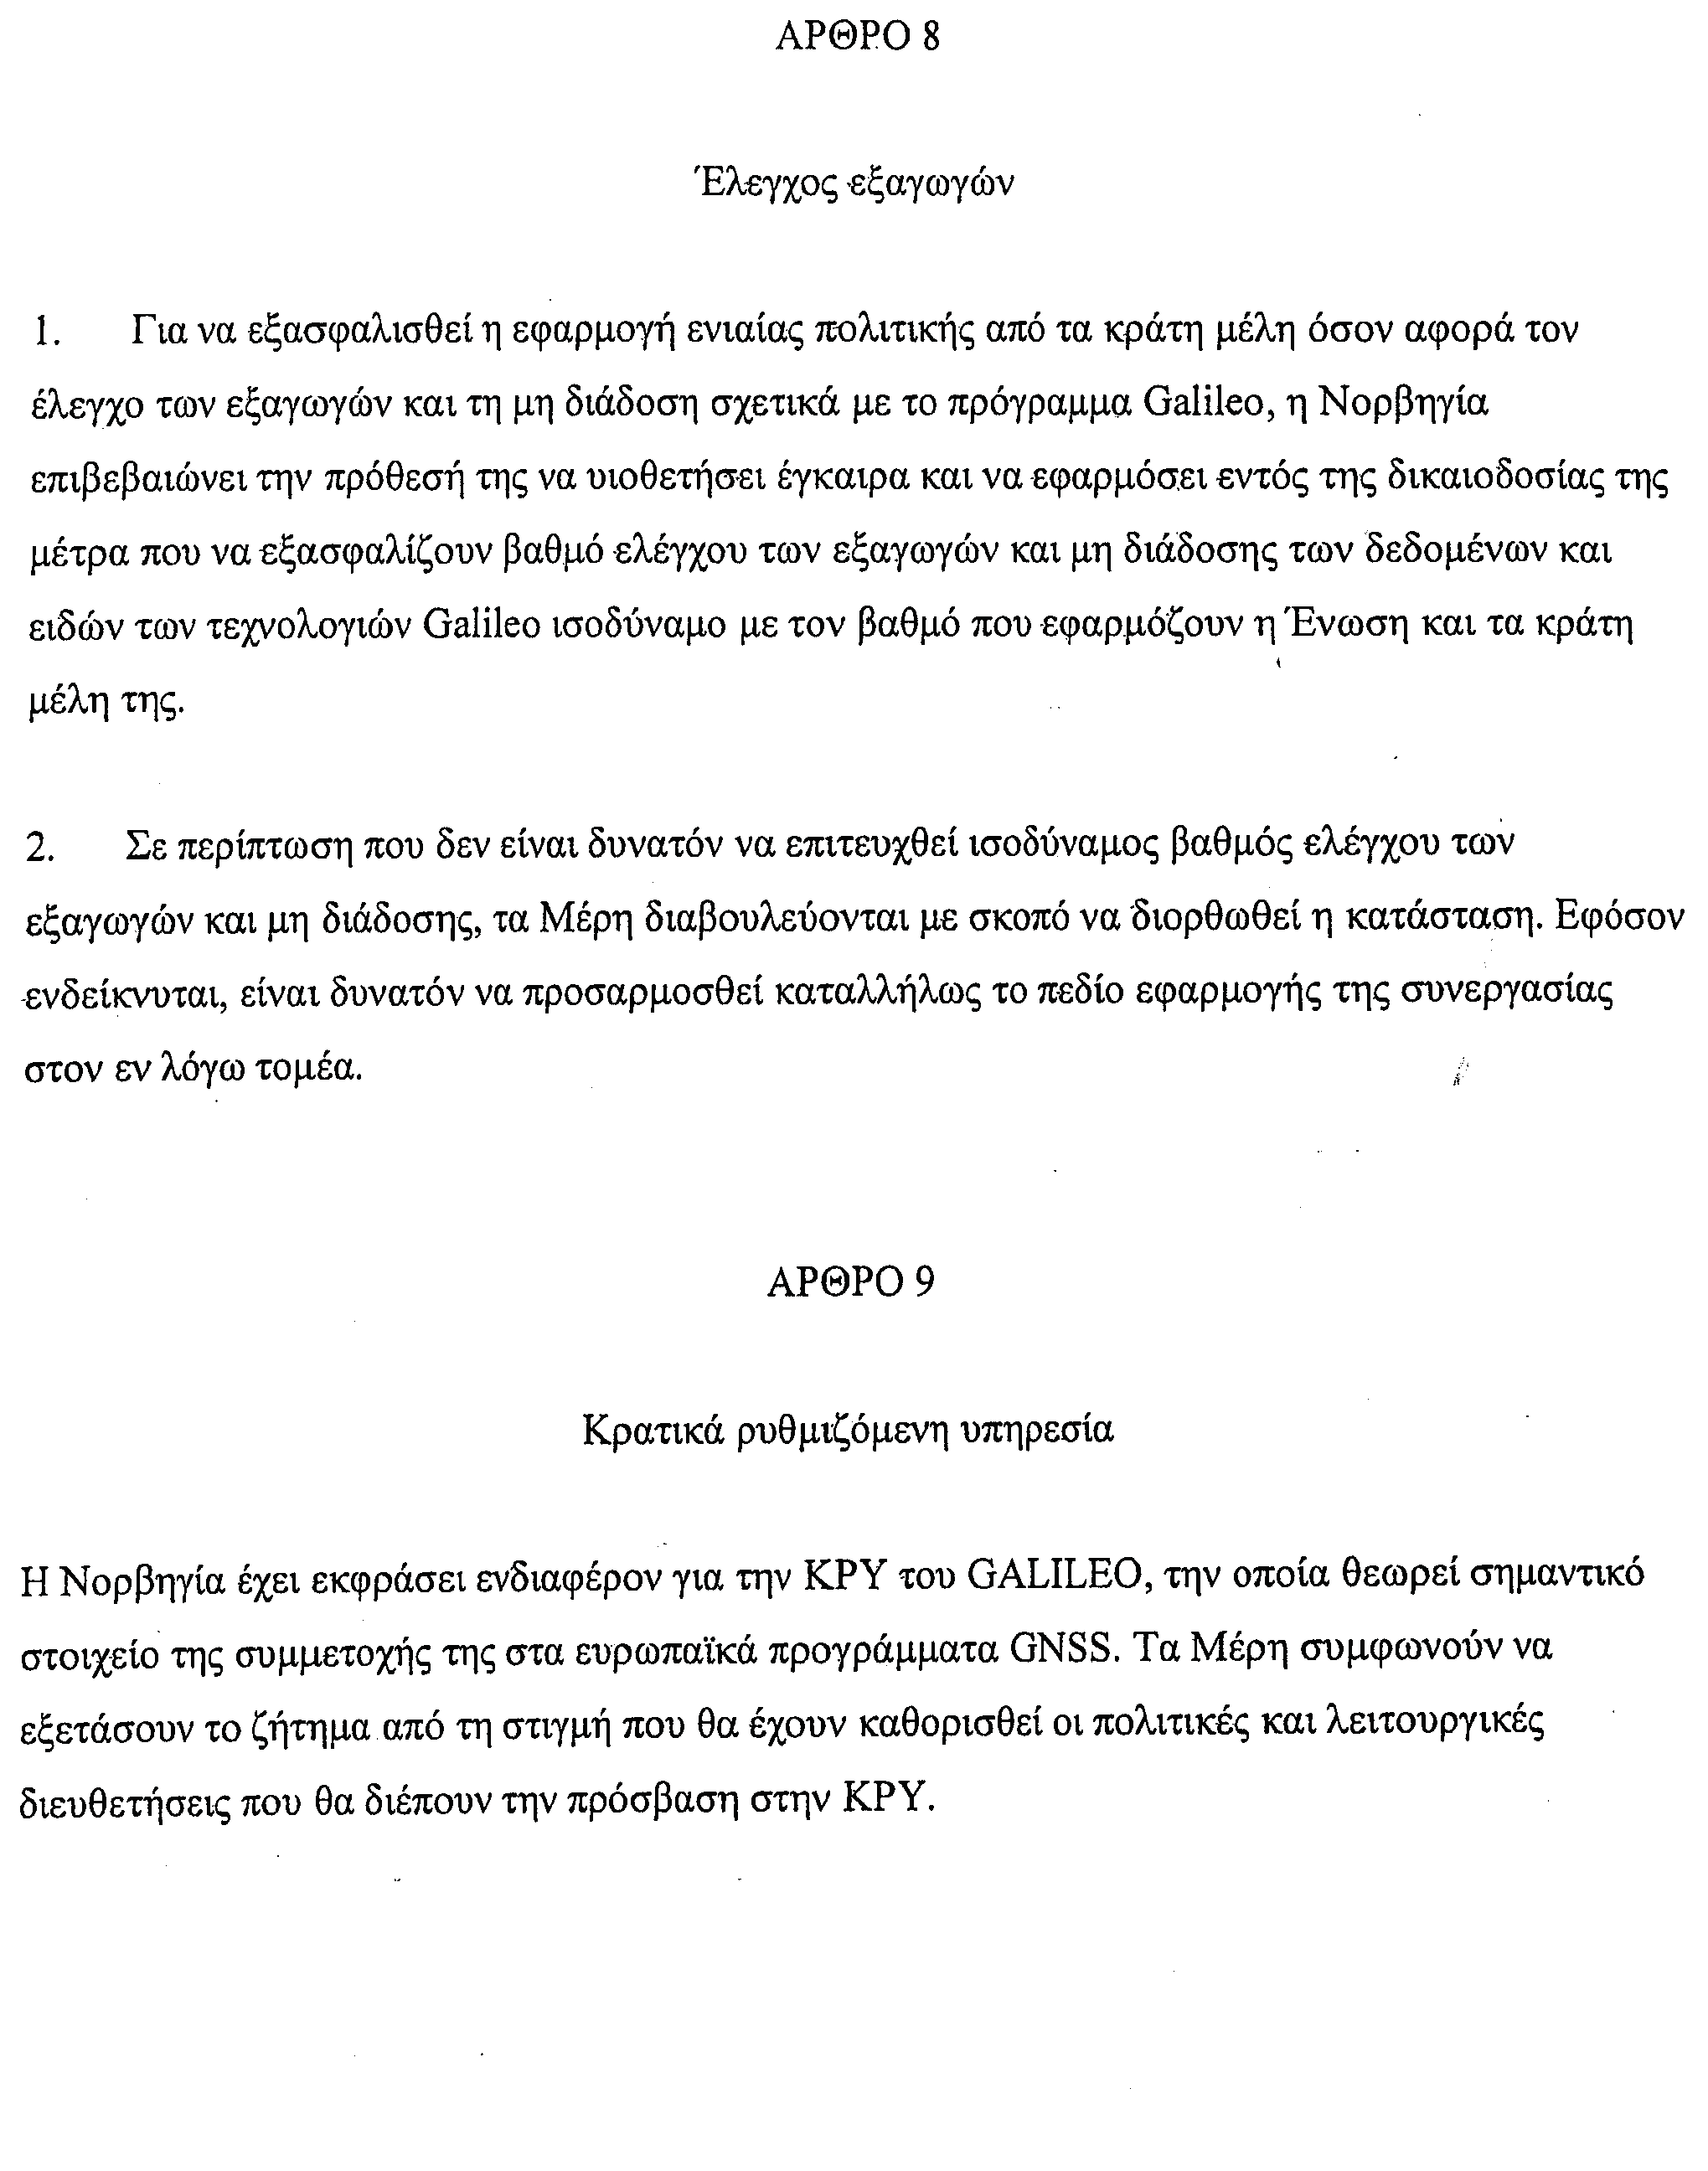 ΑΡΘΡΟ 8
Έλεγχος εξαγωγών
1. Για να εξασφαλισθεί η εφαρμογή ενιαίας πολιτικής από τα κράτη μέλη όσον αφορά τον
έλεγχο των εξαγωγών και τη μη διάδοση σχετικά με το πρόγραμμα Galileo, η Νορβηγία
επιβεβαιώνει την πρόθεσή της να υιοθετήσει έγκαιρα και να εφαρμόσει εντός της δικαιοδοσίας της
μέτρα που να εξασφαλίζουν βαθμό ελέγχου των εξαγωγών και μη διάδοσης των δεδομένων και
ειδών των τεχνολογιών Galileo ισοδύναμο με τον βαθμό που εφαρμόζουν η Ένωση και τα κράτη
μέλη της.
2. Σε περίπτωση που δεν είναι δυνατόν να επιτευχθεί ισοδύναμος βαθμός ελέγχου των
εξαγωγών και μη διάδοσης, τα Μέρη διαβουλεύονται με σκοπό να διορθωθεί η κατάσταση. Εφόσον
ενδείκνυται, είναι δυνατόν να προσαρμοσθεί καταλλήλως το πεδίο εφαρμογής της συνεργασίας
στον εν λόγω τομέα.
ΑΡΘΡΟ 9
Κρατικά ρυθμιζόμενη υπηρεσία
Η Νορβηγία έχει εκφράσει ενδιαφέρον για την ΚΡΥ του GALILEO, την οποία θεωρεί σημαντικό
στοιχείο της συμμετοχής της στα ευρωπαϊκά προγράμματα GNSS. Τα Μέρη συμφωνούν να
εξετάσουν το ζήτημα από τη στιγμή που θα έχουν καθορισθεί οι πολιτικές και λειτουργικές
διευθετήσεις που θα διέπουν την πρόσβαση στην ΚΡΥ.